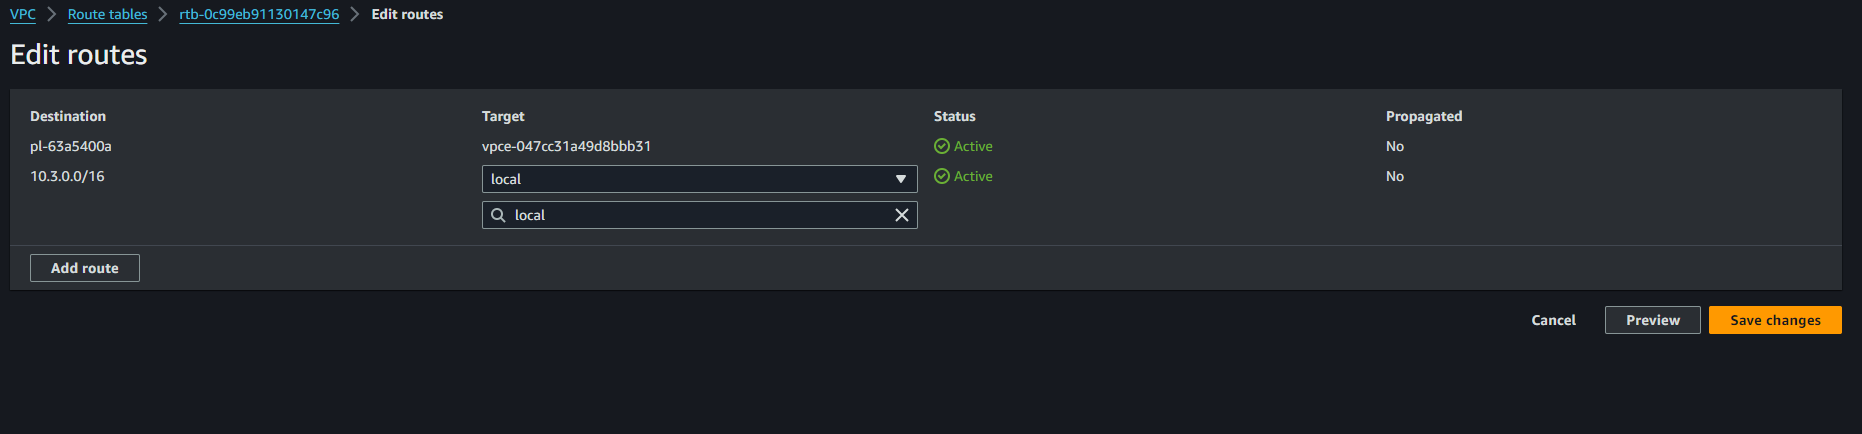 VPC > Route tables > rtb-0c99eb91130147c96 > Edit routes
Edit routes
Destination Target Status Propagated
pl-63a5400a vpce-047cc31a49d8bbb31 Active No
10.3.0.0/16 local Active No
local
Add route
Cancel Preview Save changes